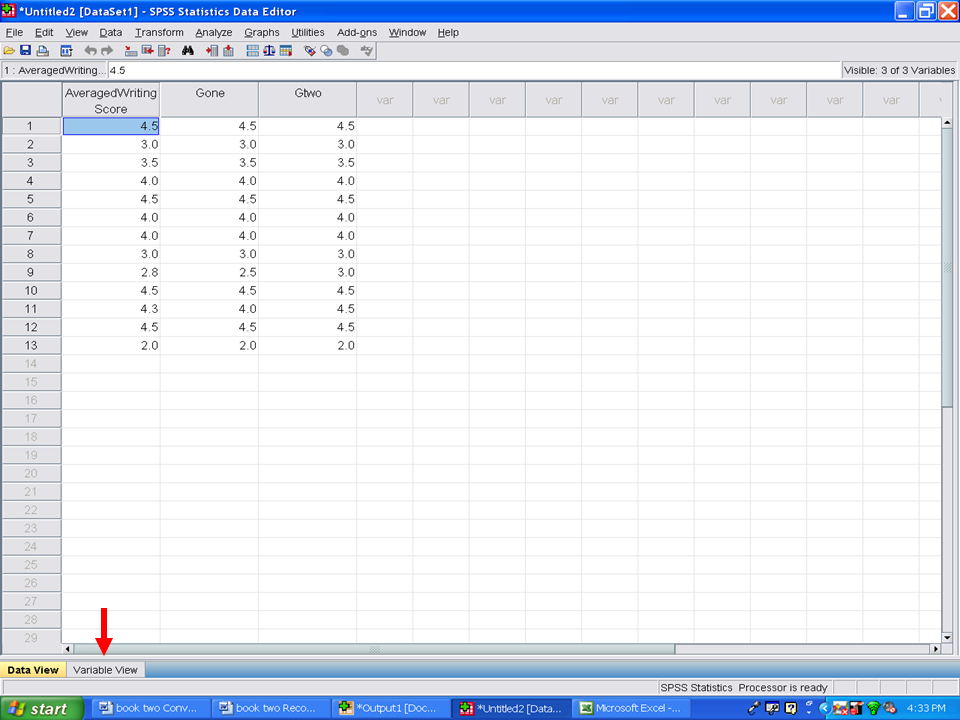 *Untitled2 [DataSet1] - SPSS Statistics Data Editor
File Edit View Data Transform Analyze Graphs Utilities Add-ons Window Help
1 : AveragedWriting... 4.5 Visible: 3 of 3 Variables
AveragedWriting Gone Gtwo var var var var var var var var var var
Score
1 4.5 4.5 4.5
2 3.0 3.0 3.0
3 3.5 3.5 3.5
4 4.0 4.0 4.0
5 4.5 4.5 4.5
6 4.0 4.0 4.0
7 4.0 4.0 4.0
8 3.0 3.0 3.0
9 2.8 2.5 3.0
10 4.5 4.5 4.5
11 4.3 4.0 4.5
12 4.5 4.5 4.5
13 2.0 2.0 2.0
14
15
16
17
18
19
20
21
22
23
24
25
26
27
28
29
Data View Variable View
SPSS Statistics Processor is ready
start book two Conv... book two Reco... *Output1 [Doc... *Untitled2 [Data... Microsoft Excel -... 4:33 PM